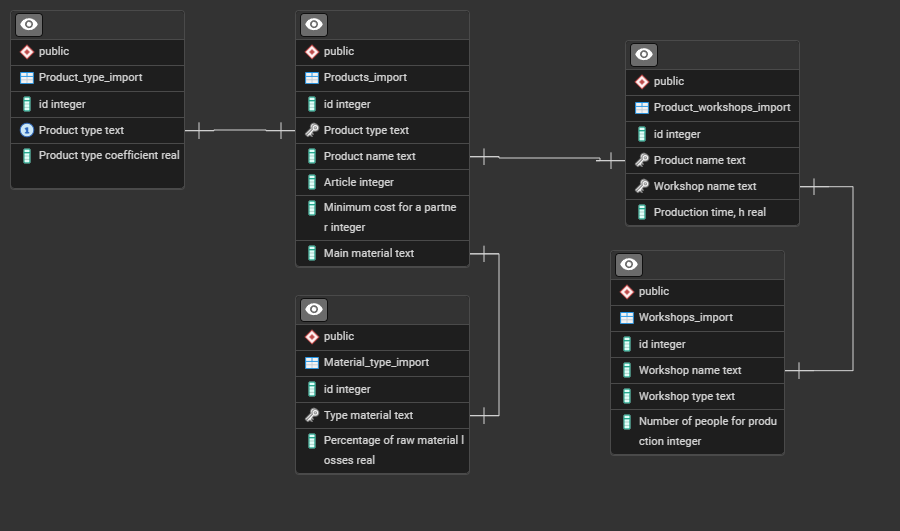 public
Product_type_import
id integer
1 Product type text
Product type coefficient real
public
Products_import
id integer
Product type text
Product name text
Article integer
Minimum cost for a partne
r integer
Main material text
public
Product_workshops_import
id integer
Product name text
Workshop name text
Production time, h real
public
Material_type_import
id integer
Type material text
Percentage of raw material l
osses real
public
Workshops_import
id integer
Workshop name text
Workshop type text
Number of people for produ
ction integer